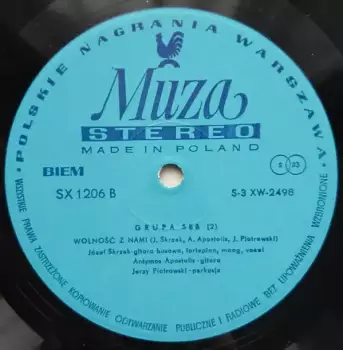 • POLSKIE NAGRANIA WARSZAWA •
Muza
STEREO
MADE IN POLAND
BIEM
S 33
SX 1206 B
S-3 XW-2498
GRUPA SBB (2)
WOLNOŚĆ Z NAMI (J. Skrzek, A. Apostolis, J. Piotrowski)
Józef Skrzek-gitara basowa, fortepian, moog, vocal
Antymos Apostolis-gitara
Jerzy Piotrowski-perkusja
WSZELKIE PRAWA ZASTRZEŻONE KOPIOWANIE ODTWARZANIE PUBLICZNE I RADIOWE BEZ UPOWAŻNIENIA WZBRONIONE